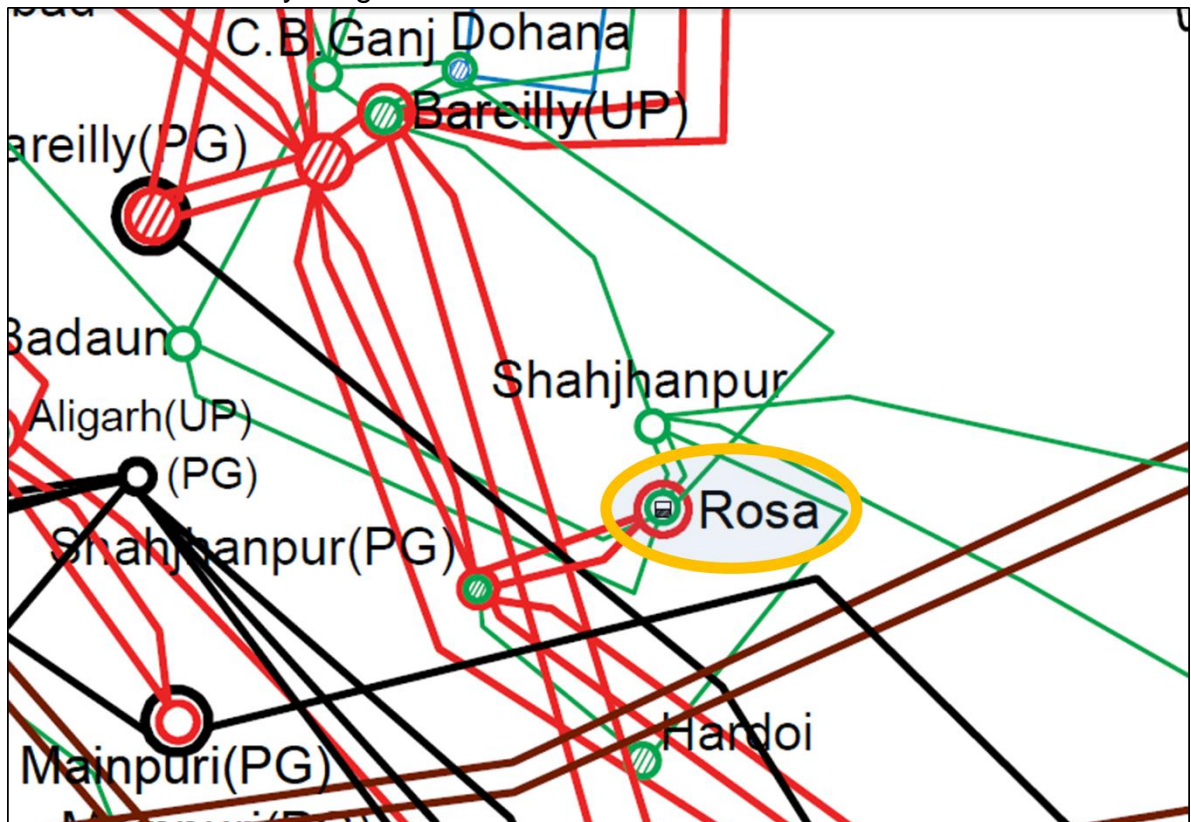 C.B.Ganj
Dohana
Bareilly(UP)
areilly(PG)
Badaun
Shahjhanpur
Aligarh(UP)
(PG)
Rosa
Shahjhanpur(PG)
Hardoi
Mainpuri(PG)